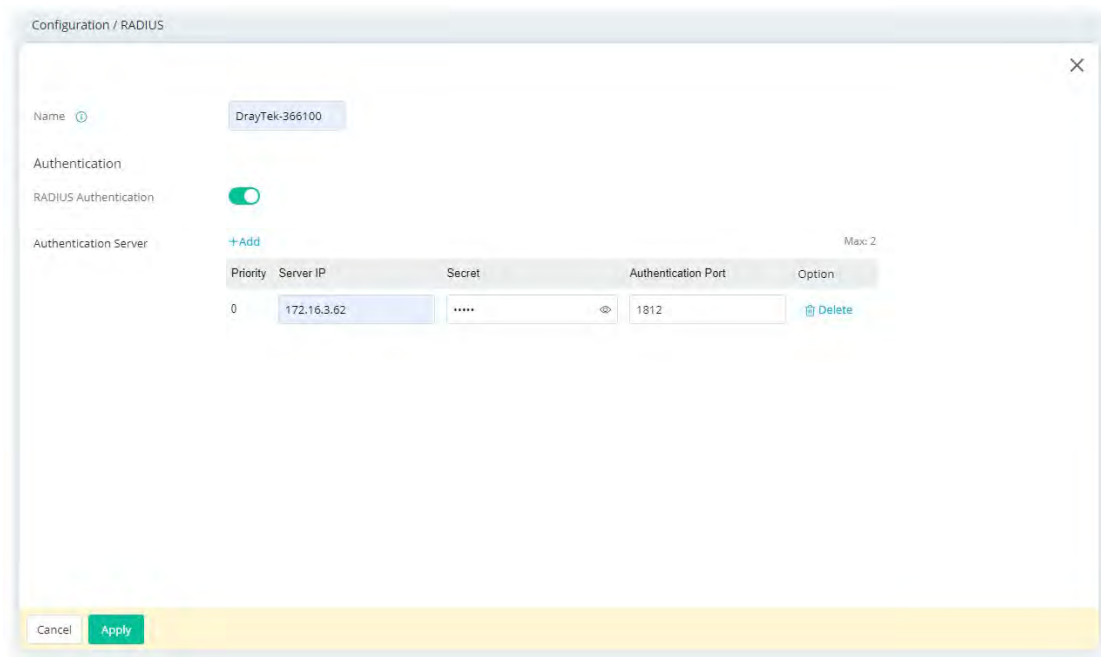 Configuration / RADIUS
Name
DrayTek-366100
Authentication
RADIUS Authentication
Authentication Server
+Add
Max: 2
Priority Server IP Secret Authentication Port Option
0 172.16.3.62 ••••• 1812 Delete
Cancel Apply